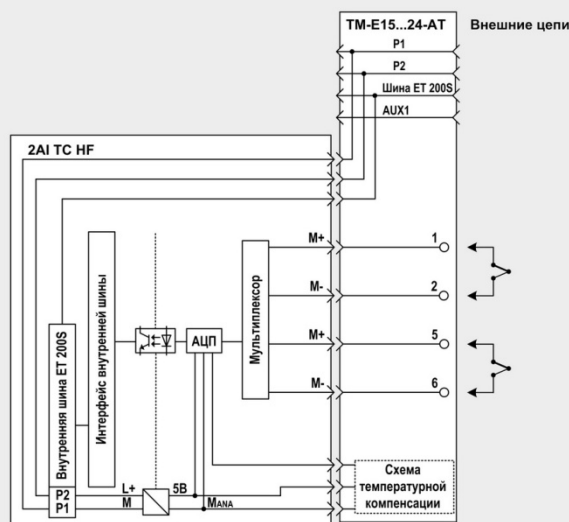 TM-E15...24-AT
Внешние цепи
P1
P2
Шина ET 200S
AUX1
2AI TC HF
M+
1
M-
2
M+
5
M-
6
Внутренняя шина ET 200S
Интерфейс внутренней шины
АЦП
Мультиплексор
P2
P1
L+
M
5В
MANA
Схема
температурной
компенсации